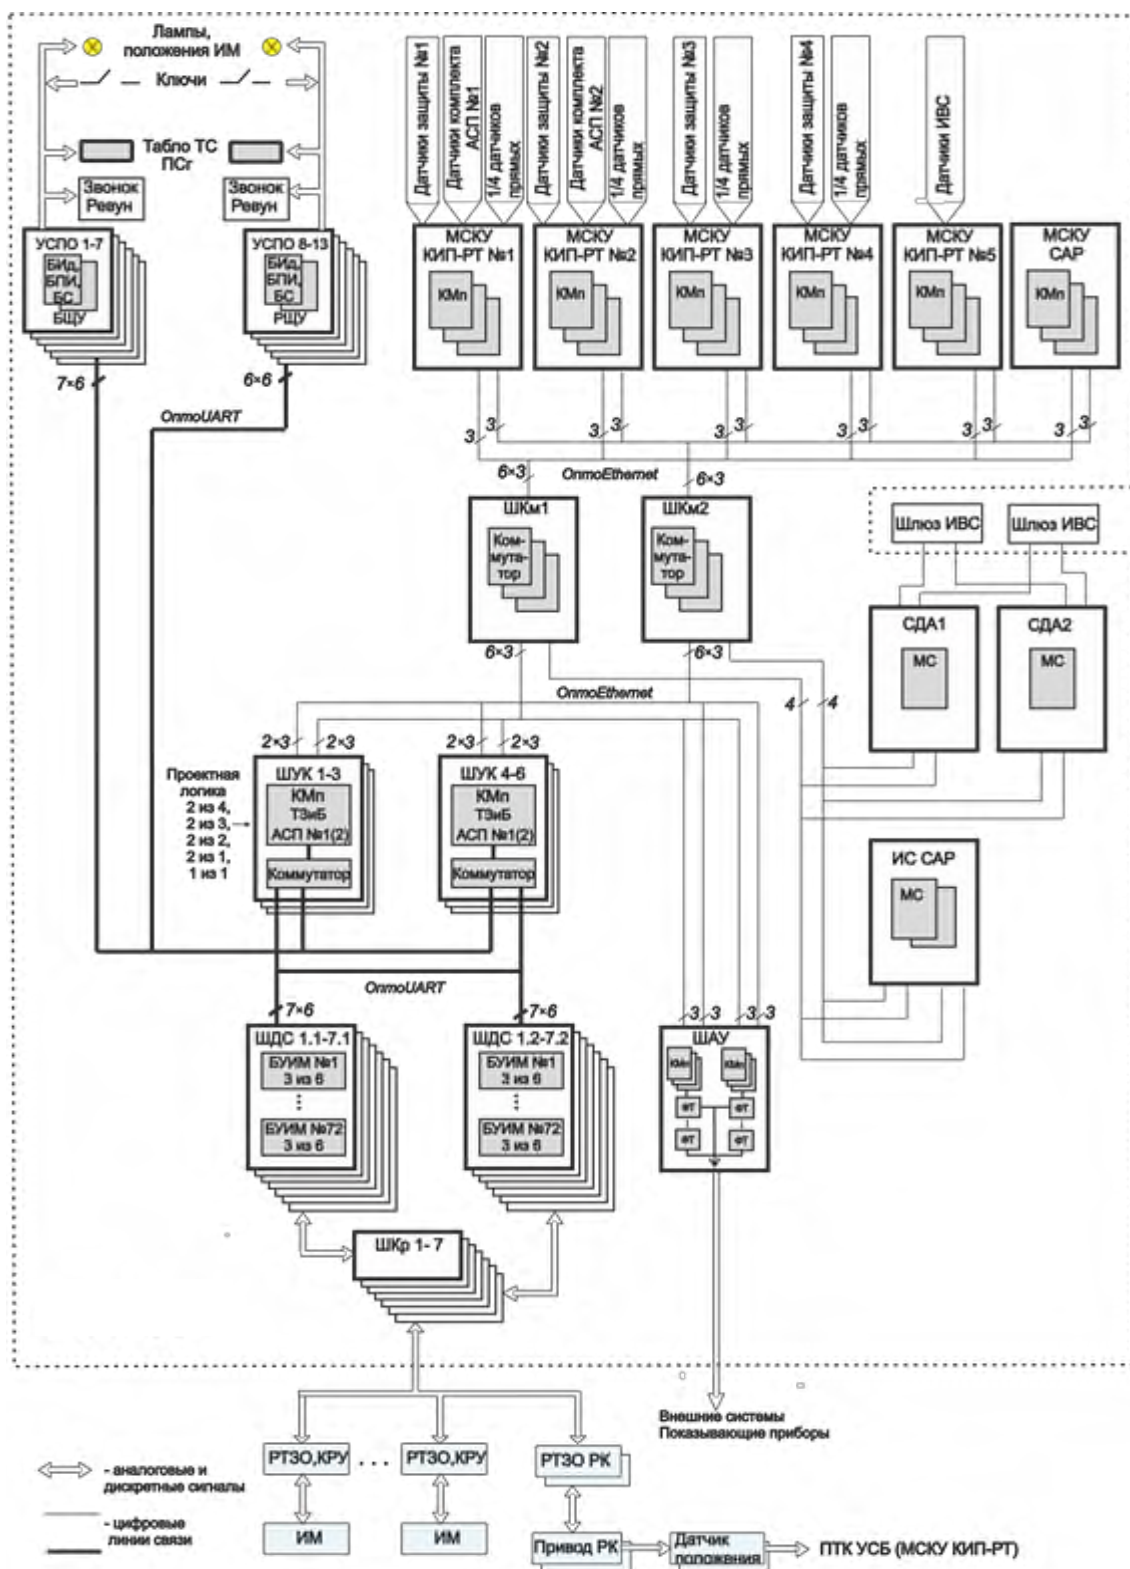 Лампы,
положения ИМ
Ключи
Табло ТС
ПСг
Звонок
Ревун
Звонок
Ревун
УСПО 1-7
БИд,
БПИ,
БС
БЩУ
УСПО 8-13
БИд,
БПИ,
БС
РЩУ
7×6
6×6
ОптоUART
Датчики защиты №1
Датчики комплекта
АСП №1
1/4 датчиков
прямых
Датчики защиты №2
Датчики комплекта
АСП №2
1/4 датчиков
прямых
Датчики защиты №3
1/4 датчиков
прямых
Датчики защиты №4
1/4 датчиков
прямых
Датчики ИВС
МСКУ
КИП-РТ №1
КМп
МСКУ
КИП-РТ №2
КМп
МСКУ
КИП-РТ №3
КМп
МСКУ
КИП-РТ №4
КМп
МСКУ
КИП-РТ №5
КМп
МСКУ
САР
КМп
3 3
3 3
3 3
3 3
3 3
3 3
ОптоEthernet
6×3
6×3
ШКм1
Ком-
мута-
тор
ШКм2
Ком-
мута-
тор
6×3
6×3
Шлюз ИВС
Шлюз ИВС
СДА1
МС
СДА2
МС
4 4
ОптоEthernet
2×3 2×3
2×3 2×3
Проектная
логика
2 из 4,
2 из 3,
2 из 2,
2 из 1,
1 из 1
ШУК 1-3
КМп
ТЗиБ
АСП №1(2)
Коммутатор
ШУК 4-6
КМп
ТЗиБ
АСП №1(2)
Коммутатор
ИС САР
МС
ОптоUART
7×6
7×6
3 3 3 3
ШДС 1.1-7.1
БУИМ №1
3 из 6
БУИМ №72
3 из 6
ШДС 1.2-7.2
БУИМ №1
3 из 6
БУИМ №72
3 из 6
ШАУ
КМп
КМп
ФТ
ФТ
ФТ
ФТ
ШКр 1- 7
Внешние системы
Показывающие приборы
РТЗО,КРУ
. . .
РТЗО,КРУ
РТЗО РК
ИМ
ИМ
Привод РК
Датчик
положения
ПТК УСБ (МСКУ КИП-РТ)
- аналоговые и
дискретные сигналы
- цифровые
линии связи